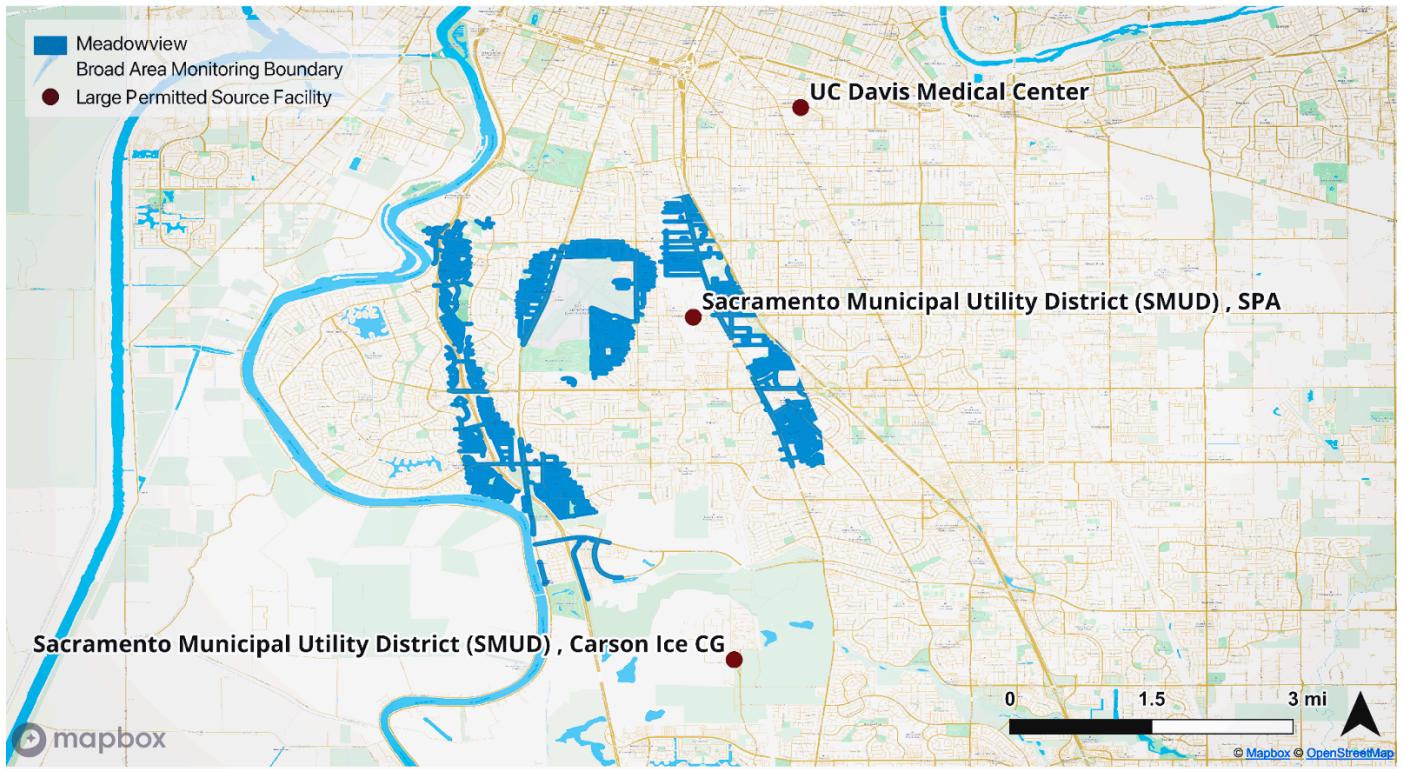 Meadowview
Broad Area Monitoring Boundary
Large Permitted Source Facility
UC Davis Medical Center
Sacramento Municipal Utility District (SMUD) , SPA
Sacramento Municipal Utility District (SMUD) , Carson Ice CG
0 1.5 3 mi
mapbox
© Mapbox © OpenStreetMap